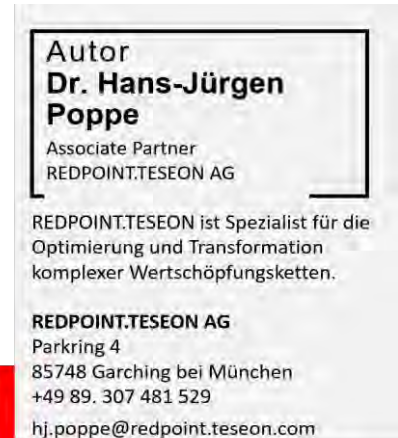 Autor
Dr. Hans-Jürgen
Poppe
Associate Partner
REDPOINT.TESEON AG
REDPOINT.TESEON ist Spezialist für die
Optimierung und Transformation
komplexer Wertschöpfungsketten.
REDPOINT.TESEON AG
Parkring 4
85748 Garching bei München
+49 89. 307 481 529
hj.poppe@redpoint.teseon.com